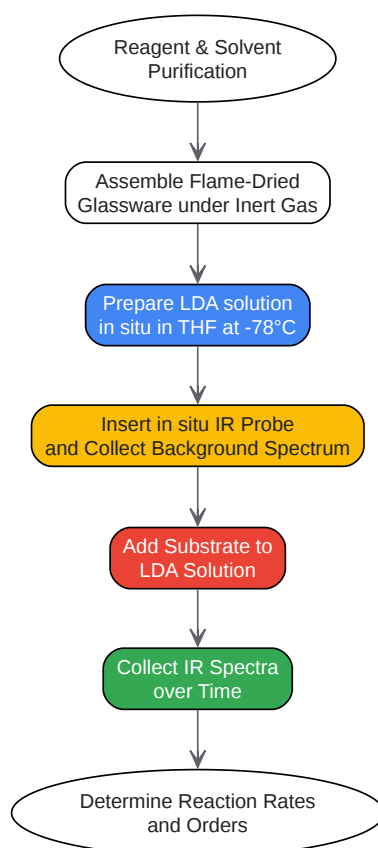 Reagent & Solvent
Purification
Assemble Flame-Dried
Glassware under Inert Gas
Prepare LDA solution
in situ in THF at -78°C
Insert in situ IR Probe
and Collect Background Spectrum
Add Substrate to
LDA Solution
Collect IR Spectra
over Time
Determine Reaction Rates
and Orders